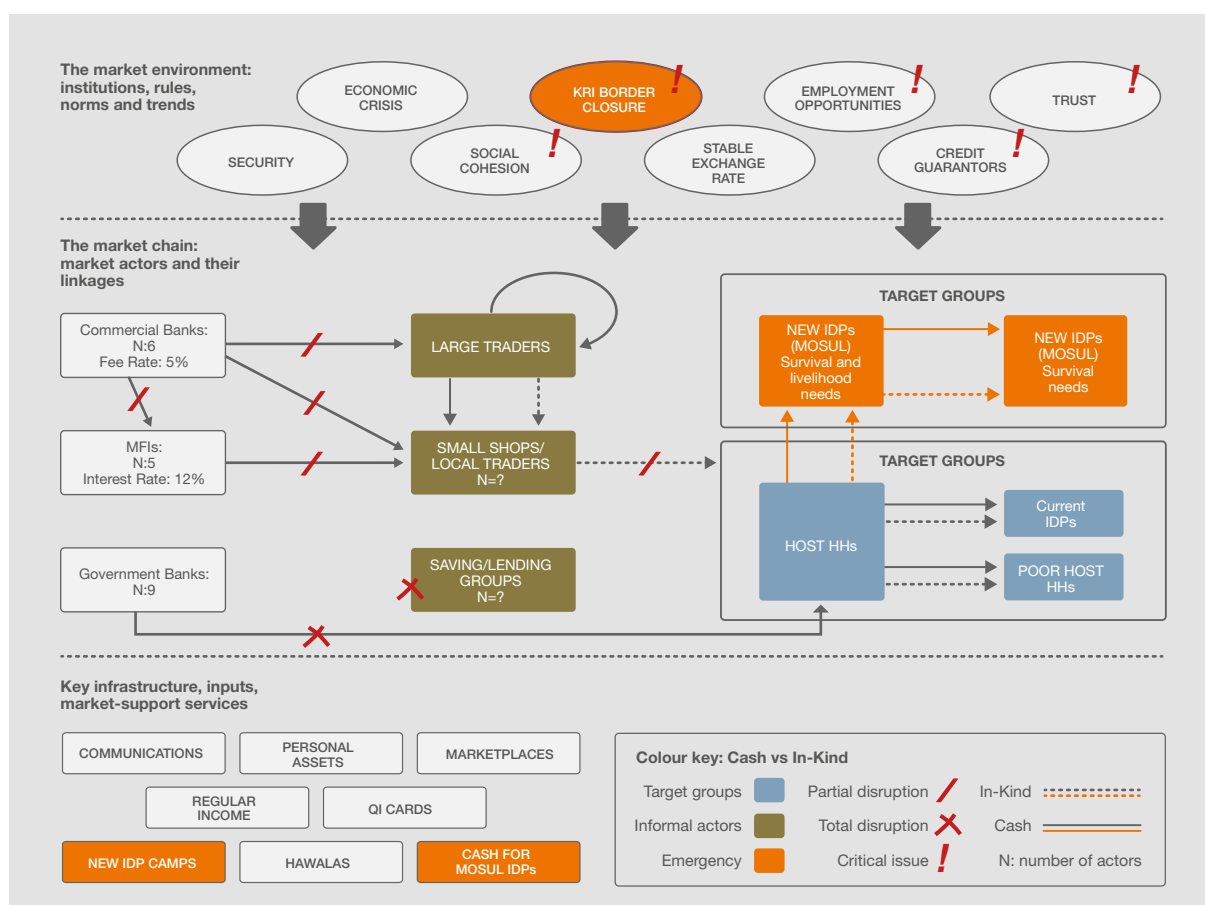 The market environment:
institutions, rules,
norms and trends
ECONOMIC
CRISIS
KRI BORDER
CLOSURE
!
EMPLOYMENT
OPPORTUNITIES
!
TRUST
!
SECURITY
SOCIAL
COHESION
!
STABLE
EXCHANGE
RATE
CREDIT
GUARANTORS
!
The market chain:
market actors and their
linkages
Commercial Banks:
N:6
Fee Rate: 5%
LARGE TRADERS
MFIs:
N:5
Interest Rate: 12%
SMALL SHOPS/
LOCAL TRADERS
N=?
Government Banks:
N:9
SAVING/LENDING
GROUPS
N=?
TARGET GROUPS
NEW IDPs
(MOSUL)
Survival and
livelihood
needs
NEW IDPs
(MOSUL)
Survival
needs
TARGET GROUPS
HOST HHs
Current
IDPs
POOR HOST
HHs
Key infrastructure, inputs,
market-support services
COMMUNICATIONS
PERSONAL
ASSETS
MARKETPLACES
REGULAR
INCOME
QI CARDS
NEW IDP CAMPS
HAWALAS
CASH FOR
MOSUL IDPs
Colour key: Cash vs In-Kind
Target groups
Partial disruption
In-Kind
Informal actors
Total disruption
Cash
Emergency
Critical issue !
N: number of actors